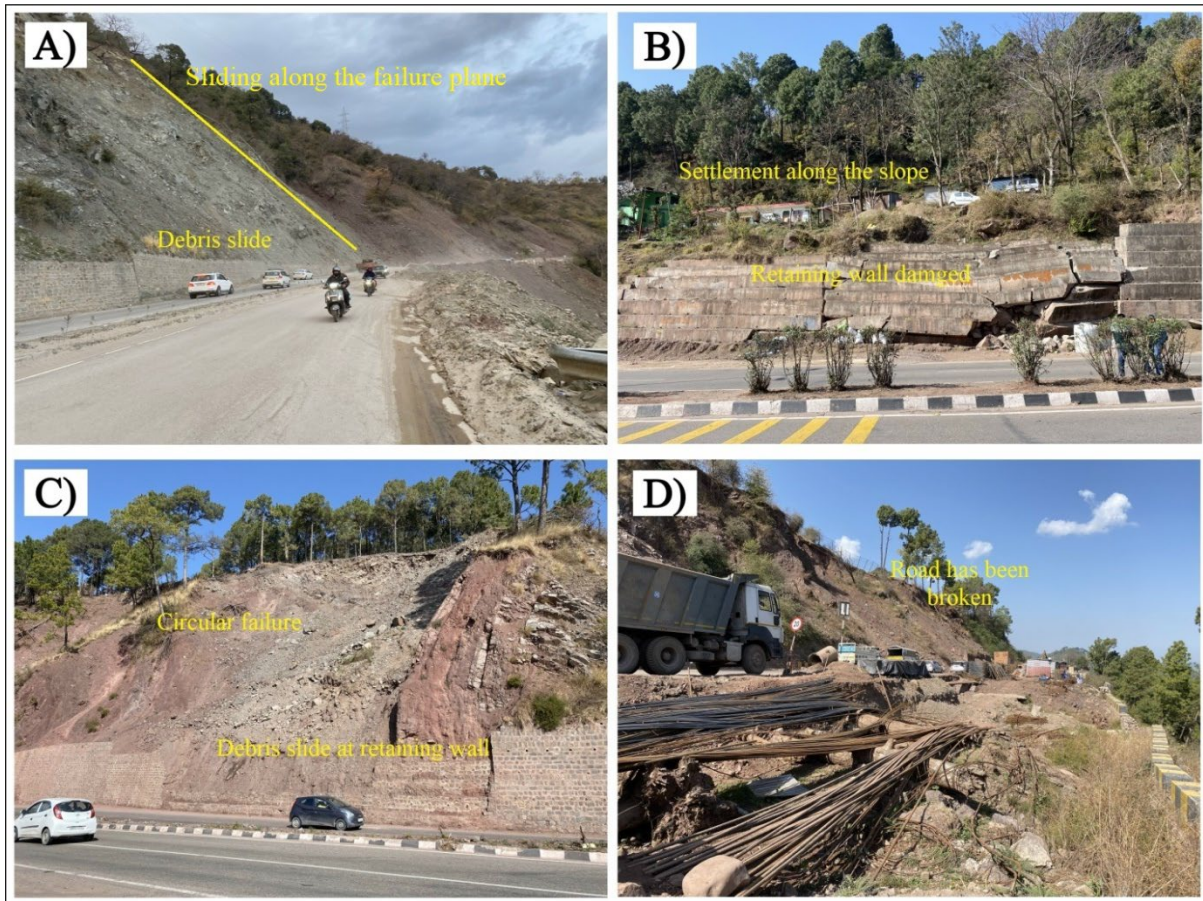 A)
Sliding along the failure plane
Debris slide
B)
Settlement along the slope
Retaining wall damged
C)
Circular failure
Debris slide at retaining wall
D)
Road has been
broken